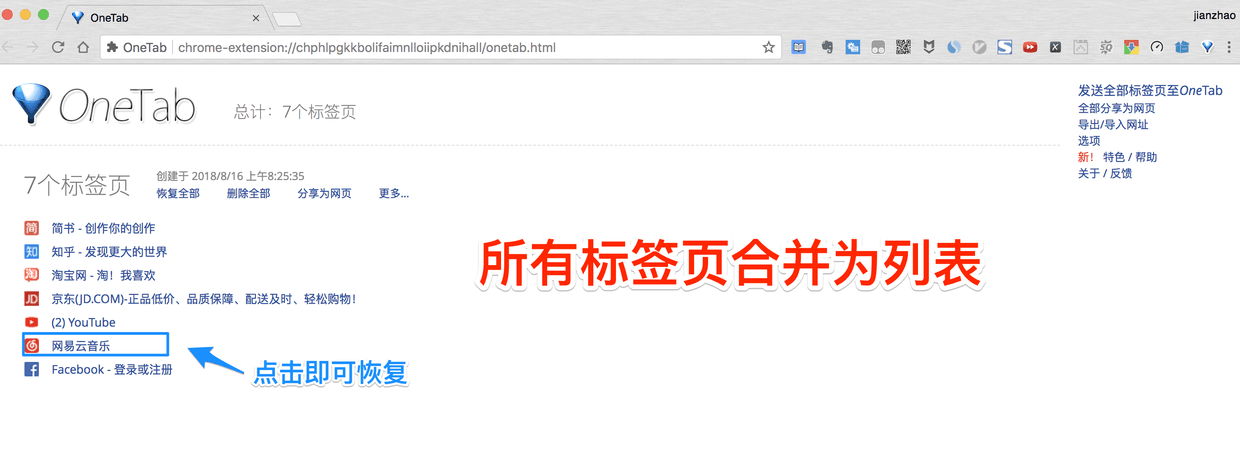 OneTab
jianzhao
OneTab chrome-extension://chphlpgkkbolifaimnlloiipkdnihall/onetab.html
OneTab
总计：7个标签页
发送全部标签页至OneTab
全部分享为网页
导出/导入网址
选项
新! 特色 / 帮助
关于 / 反馈
7个标签页
创建于 2018/8/16 上午8:25:35
恢复全部 删除全部 分享为网页 更多...
简 简书 - 创作你的创作
知 知乎 - 发现更大的世界
淘 淘宝网 - 淘！我喜欢
JD 京东(JD.COM)-正品低价、品质保障、配送及时、轻松购物！
(2) YouTube
网易云音乐
Facebook - 登录或注册
所有标签页合并为列表
点击即可恢复